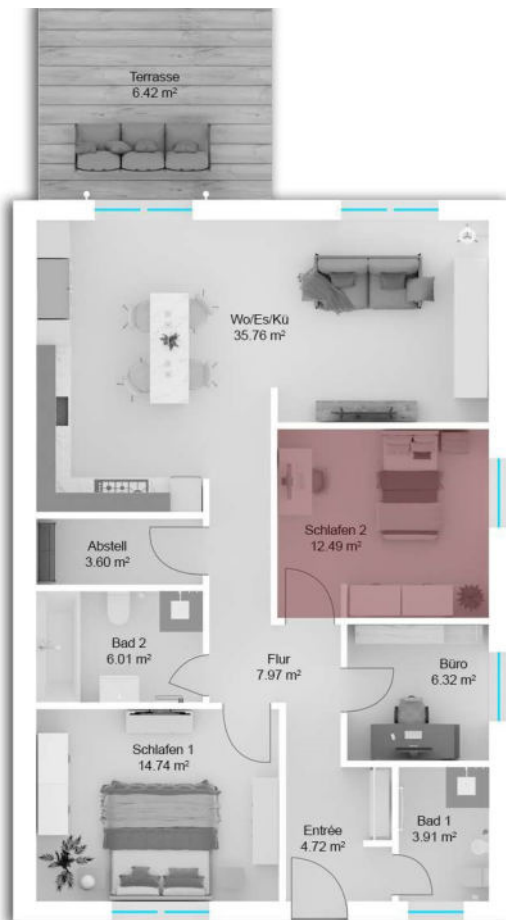 Terrasse
6.42 m²
Wo/Es/Kü
35.76 m²
Schlafen 2
12.49 m²
Abstell
3.60 m²
Bad 2
6.01 m²
Flur
7.97 m²
Büro
6.32 m²
Schlafen 1
14.74 m²
Entrée
4.72 m²
Bad 1
3.91 m²